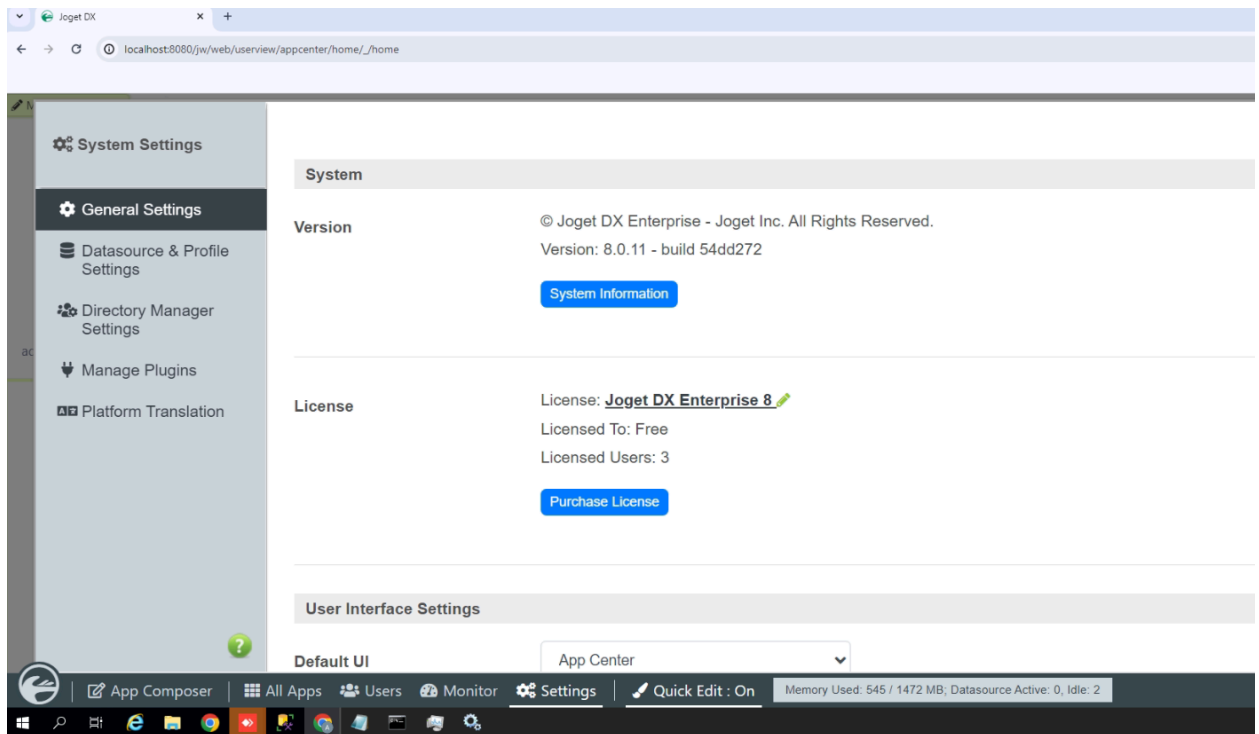 Joget DX
localhost:8080/jw/web/userview/appcenter/home/_/home
System Settings
General Settings
Datasource & Profile
Settings
Directory Manager
Settings
Manage Plugins
Platform Translation
System
Version
© Joget DX Enterprise - Joget Inc. All Rights Reserved.
Version: 8.0.11 - build 54dd272
System Information
License
License: Joget DX Enterprise 8
Licensed To: Free
Licensed Users: 3
Purchase License
User Interface Settings
Default UI
App Center
?
App Composer
All Apps
Users
Monitor
Settings
Quick Edit : On
Memory Used: 545 / 1472 MB; Datasource Active: 0, Idle: 2